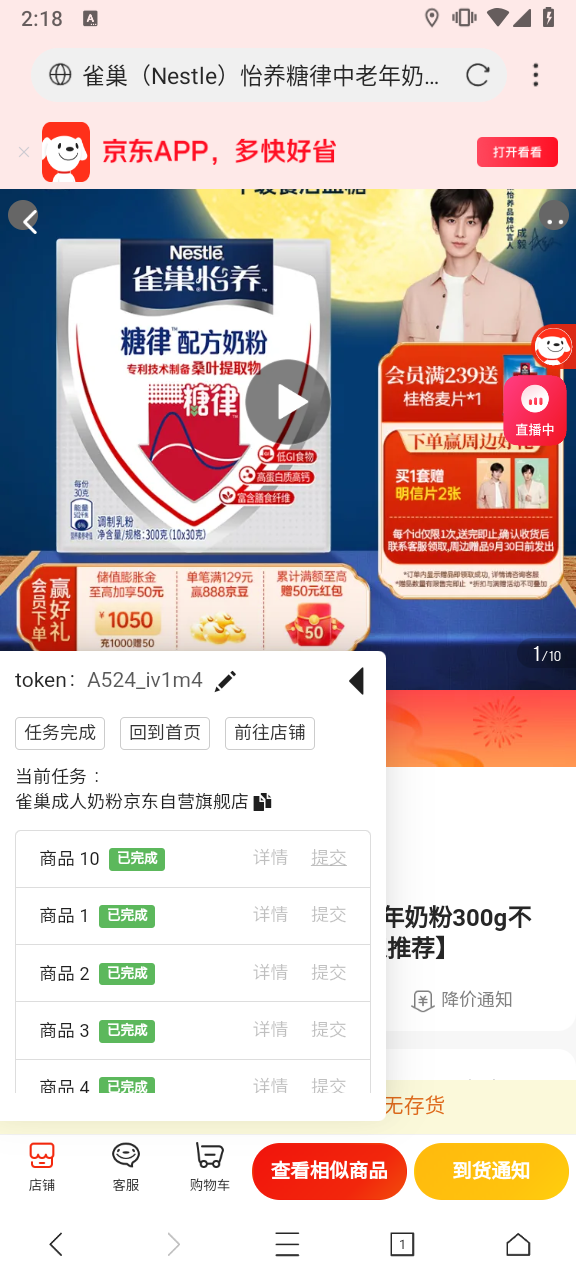 2:18
A
雀巢（Nestle）怡养糖律中老年奶...
京东APP，多快好省
打开看看
怡养品牌代言人
成毅
Nestlé
雀巢怡养
糖律™配方奶粉
专利技术制备桑叶提取物
糖律
低GI食物
高蛋白质高钙
富含膳食纤维
每份
30克
调制乳粉
净含量/规格:300克(10x30克)
会员满239送
桂格麦片*1
直播中
下单赢周边好礼
买1套赠
明信片2张
每个id仅限1次,送完即止,确认收货后
联系客服领取,周边赠品9月30日前发出
会员下单
赢好礼
储值膨胀金
至高加享50元
¥1050
充1000赠50
单笔满129元
赢888京豆
累计满额至高
赠50元红包
50
1/10
token：A524_iv1m4
任务完成
回到首页
前往店铺
当前任务：
雀巢成人奶粉京东自营旗舰店
商品 10 已完成 详情 提交
商品 1 已完成 详情 提交
商品 2 已完成 详情 提交
商品 3 已完成 详情 提交
商品 4 已完成 详情 提交
年奶粉300g不
推荐】
降价通知
无存货
店铺
客服
购物车
查看相似商品
到货通知
1